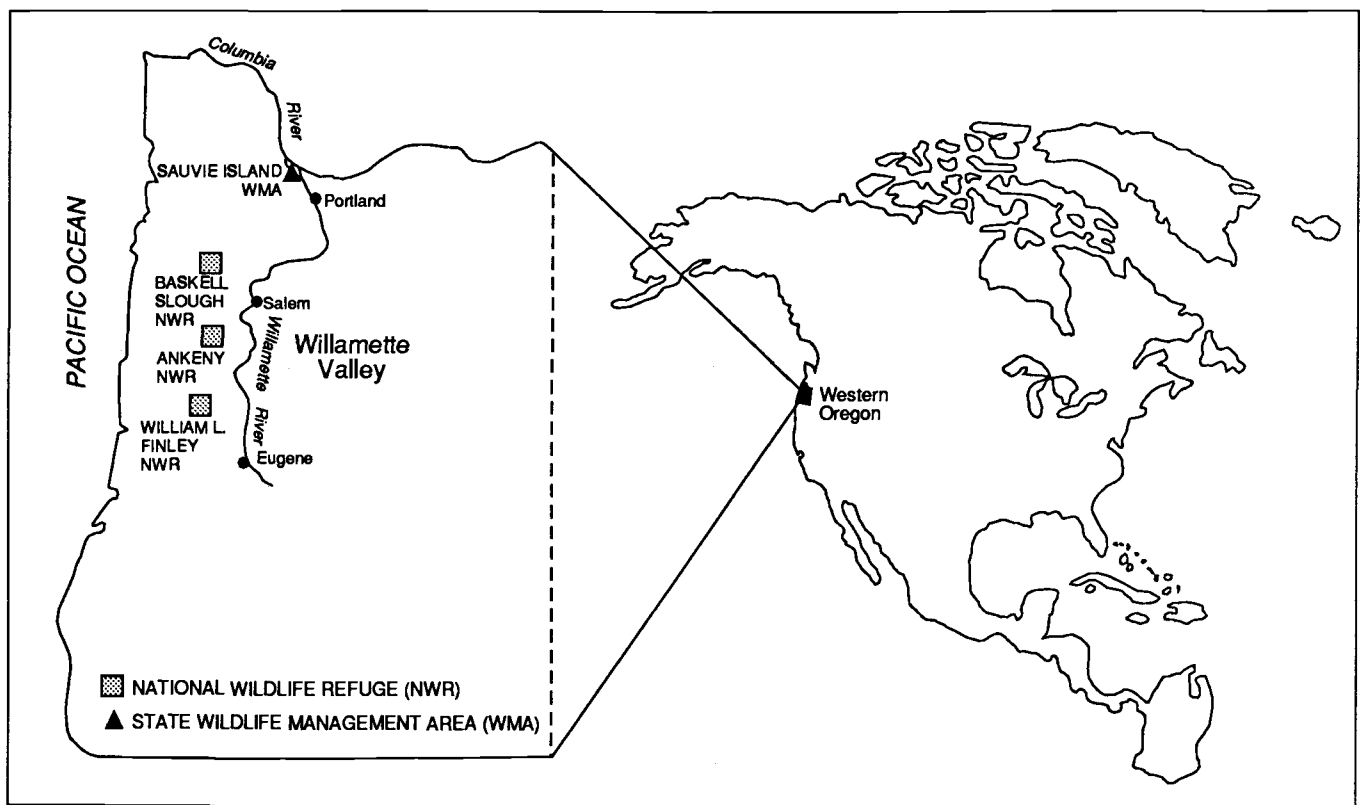 Columbia
River
SAUVIE ISLAND
WMA
Portland
PACIFIC OCEAN
BASKELL
SLOUGH
NWR
Salem
ANKENY
NWR
Willamette
Valley
Willamette River
WILLIAM L.
FINLEY
NWR
Eugene
NATIONAL WILDLIFE REFUGE (NWR)
STATE WILDLIFE MANAGEMENT AREA (WMA)
Western
Oregon